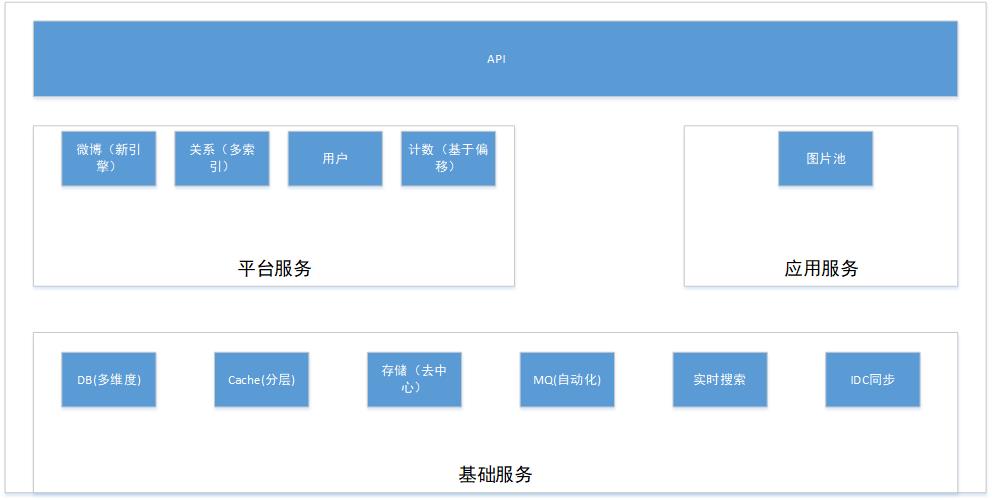 API
微博（新引
擎）
关系（多索
引）
用户
计数（基于偏
移）
图片池
平台服务
应用服务
DB(多维度)
Cache(分层)
存储（去中
心）
MQ(自动化)
实时搜索
IDC同步
基础服务